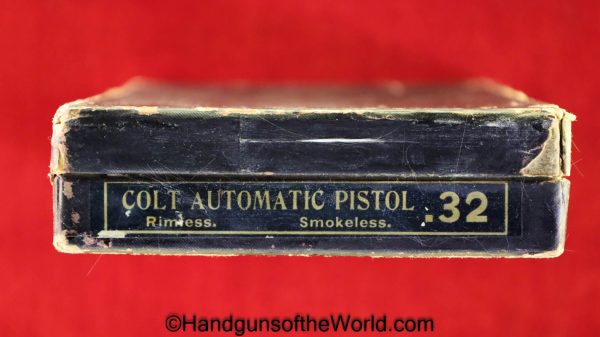 COLT AUTOMATIC PISTOL .32
Rimless. Smokeless.
©HandgunsoftheWorld.com